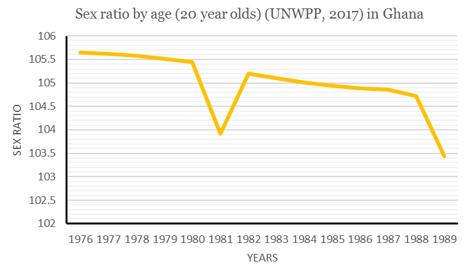 Sex ratio by age (20 year olds) (UNWPP, 2017) in Ghana
106
105.5
105
104.5
104
103.5
103
102.5
102
SEX RATIO
1976 1977 1978 1979 1980 1981 1982 1983 1984 1985 1986 1987 1988 1989
YEARS